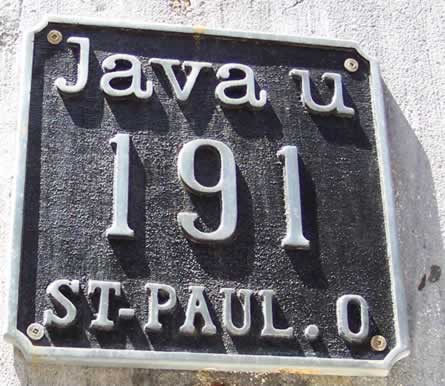 Java u
191
ST-PAUL. O